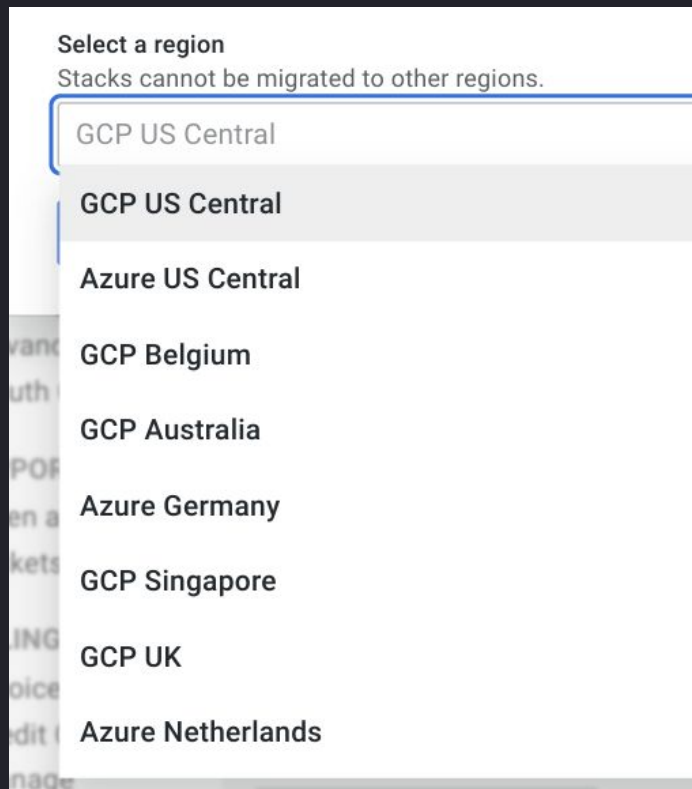 Select a region
Stacks cannot be migrated to other regions.
GCP US Central
GCP US Central
Azure US Central
GCP Belgium
GCP Australia
Azure Germany
GCP Singapore
GCP UK
Azure Netherlands